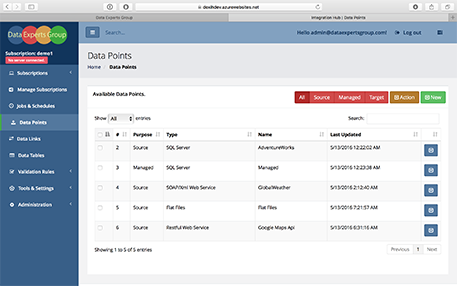 dexihdev.azurewebsites.net
Data Experts Group
Integration Hub | Data Points
Data Experts Group
Search...
Hello admin@dataexpertsgroup.com!
Log out
Subscription: demo1
No server connection
Subscriptions
Manage Subscriptions
Jobs & Schedules
Data Points
Data Links
Data Tables
Validation Rules
Tools & Settings
Administration
Data Points
Home
Data Points
Available Data Points.
All Source Managed Target Action New
Show All entries
Search:
# Purpose Type Name Last Updated
2 Source SQL Server AdventureWorks 5/13/2016 12:22:02 AM
3 Managed SQL Server 5/13/2016 12:23:38 AM
4 Source SOAP/Xml Web Service GlobalWeather 5/13/2016 2:12:40 AM
5 Source Flat Files Flat Files 5/13/2016 7:21:57 AM
6 Source Restful Web Service Google Maps Api 5/13/2016 6:31:16 AM
Showing 1 to 5 of 5 entries
Previous 1 Next